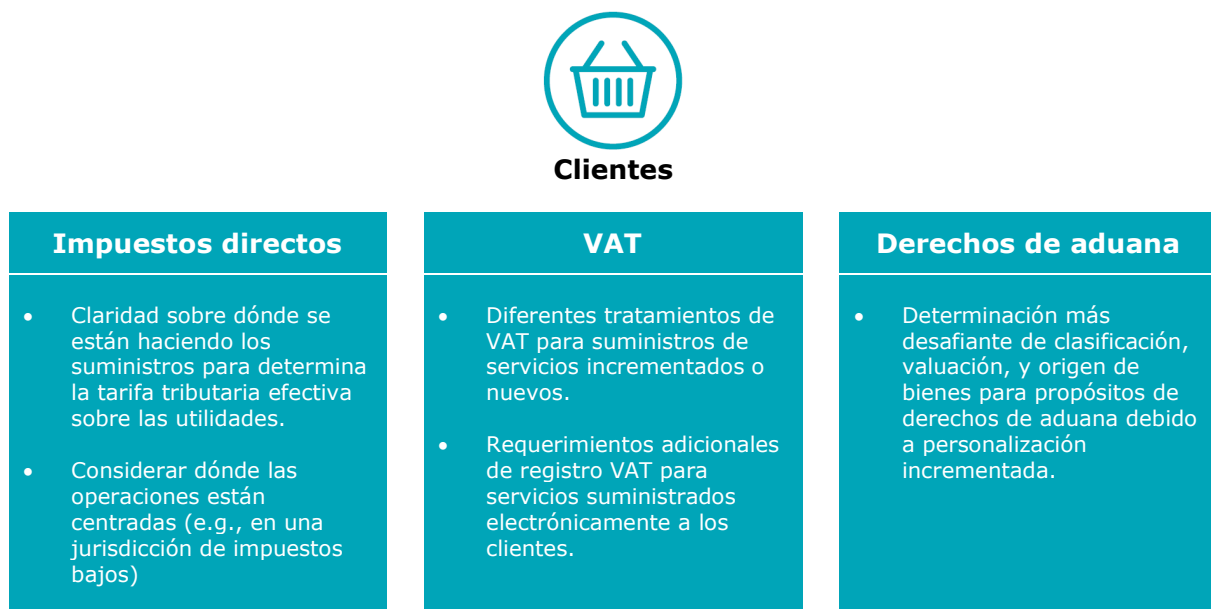 Clientes
Impuestos directos
• Claridad sobre dónde se
están haciendo los
suministros para determina
la tarifa tributaria efectiva
sobre las utilidades.
• Considerar dónde las
operaciones están
centradas (e.g., en una
jurisdicción de impuestos
bajos)
VAT
• Diferentes tratamientos de
VAT para suministros de
servicios incrementados o
nuevos.
• Requerimientos adicionales
de registro VAT para
servicios suministrados
electrónicamente a los
clientes.
Derechos de aduana
• Determinación más
desafiante de clasificación,
valuación, y origen de
bienes para propósitos de
derechos de aduana debido
a personalización
incrementada.